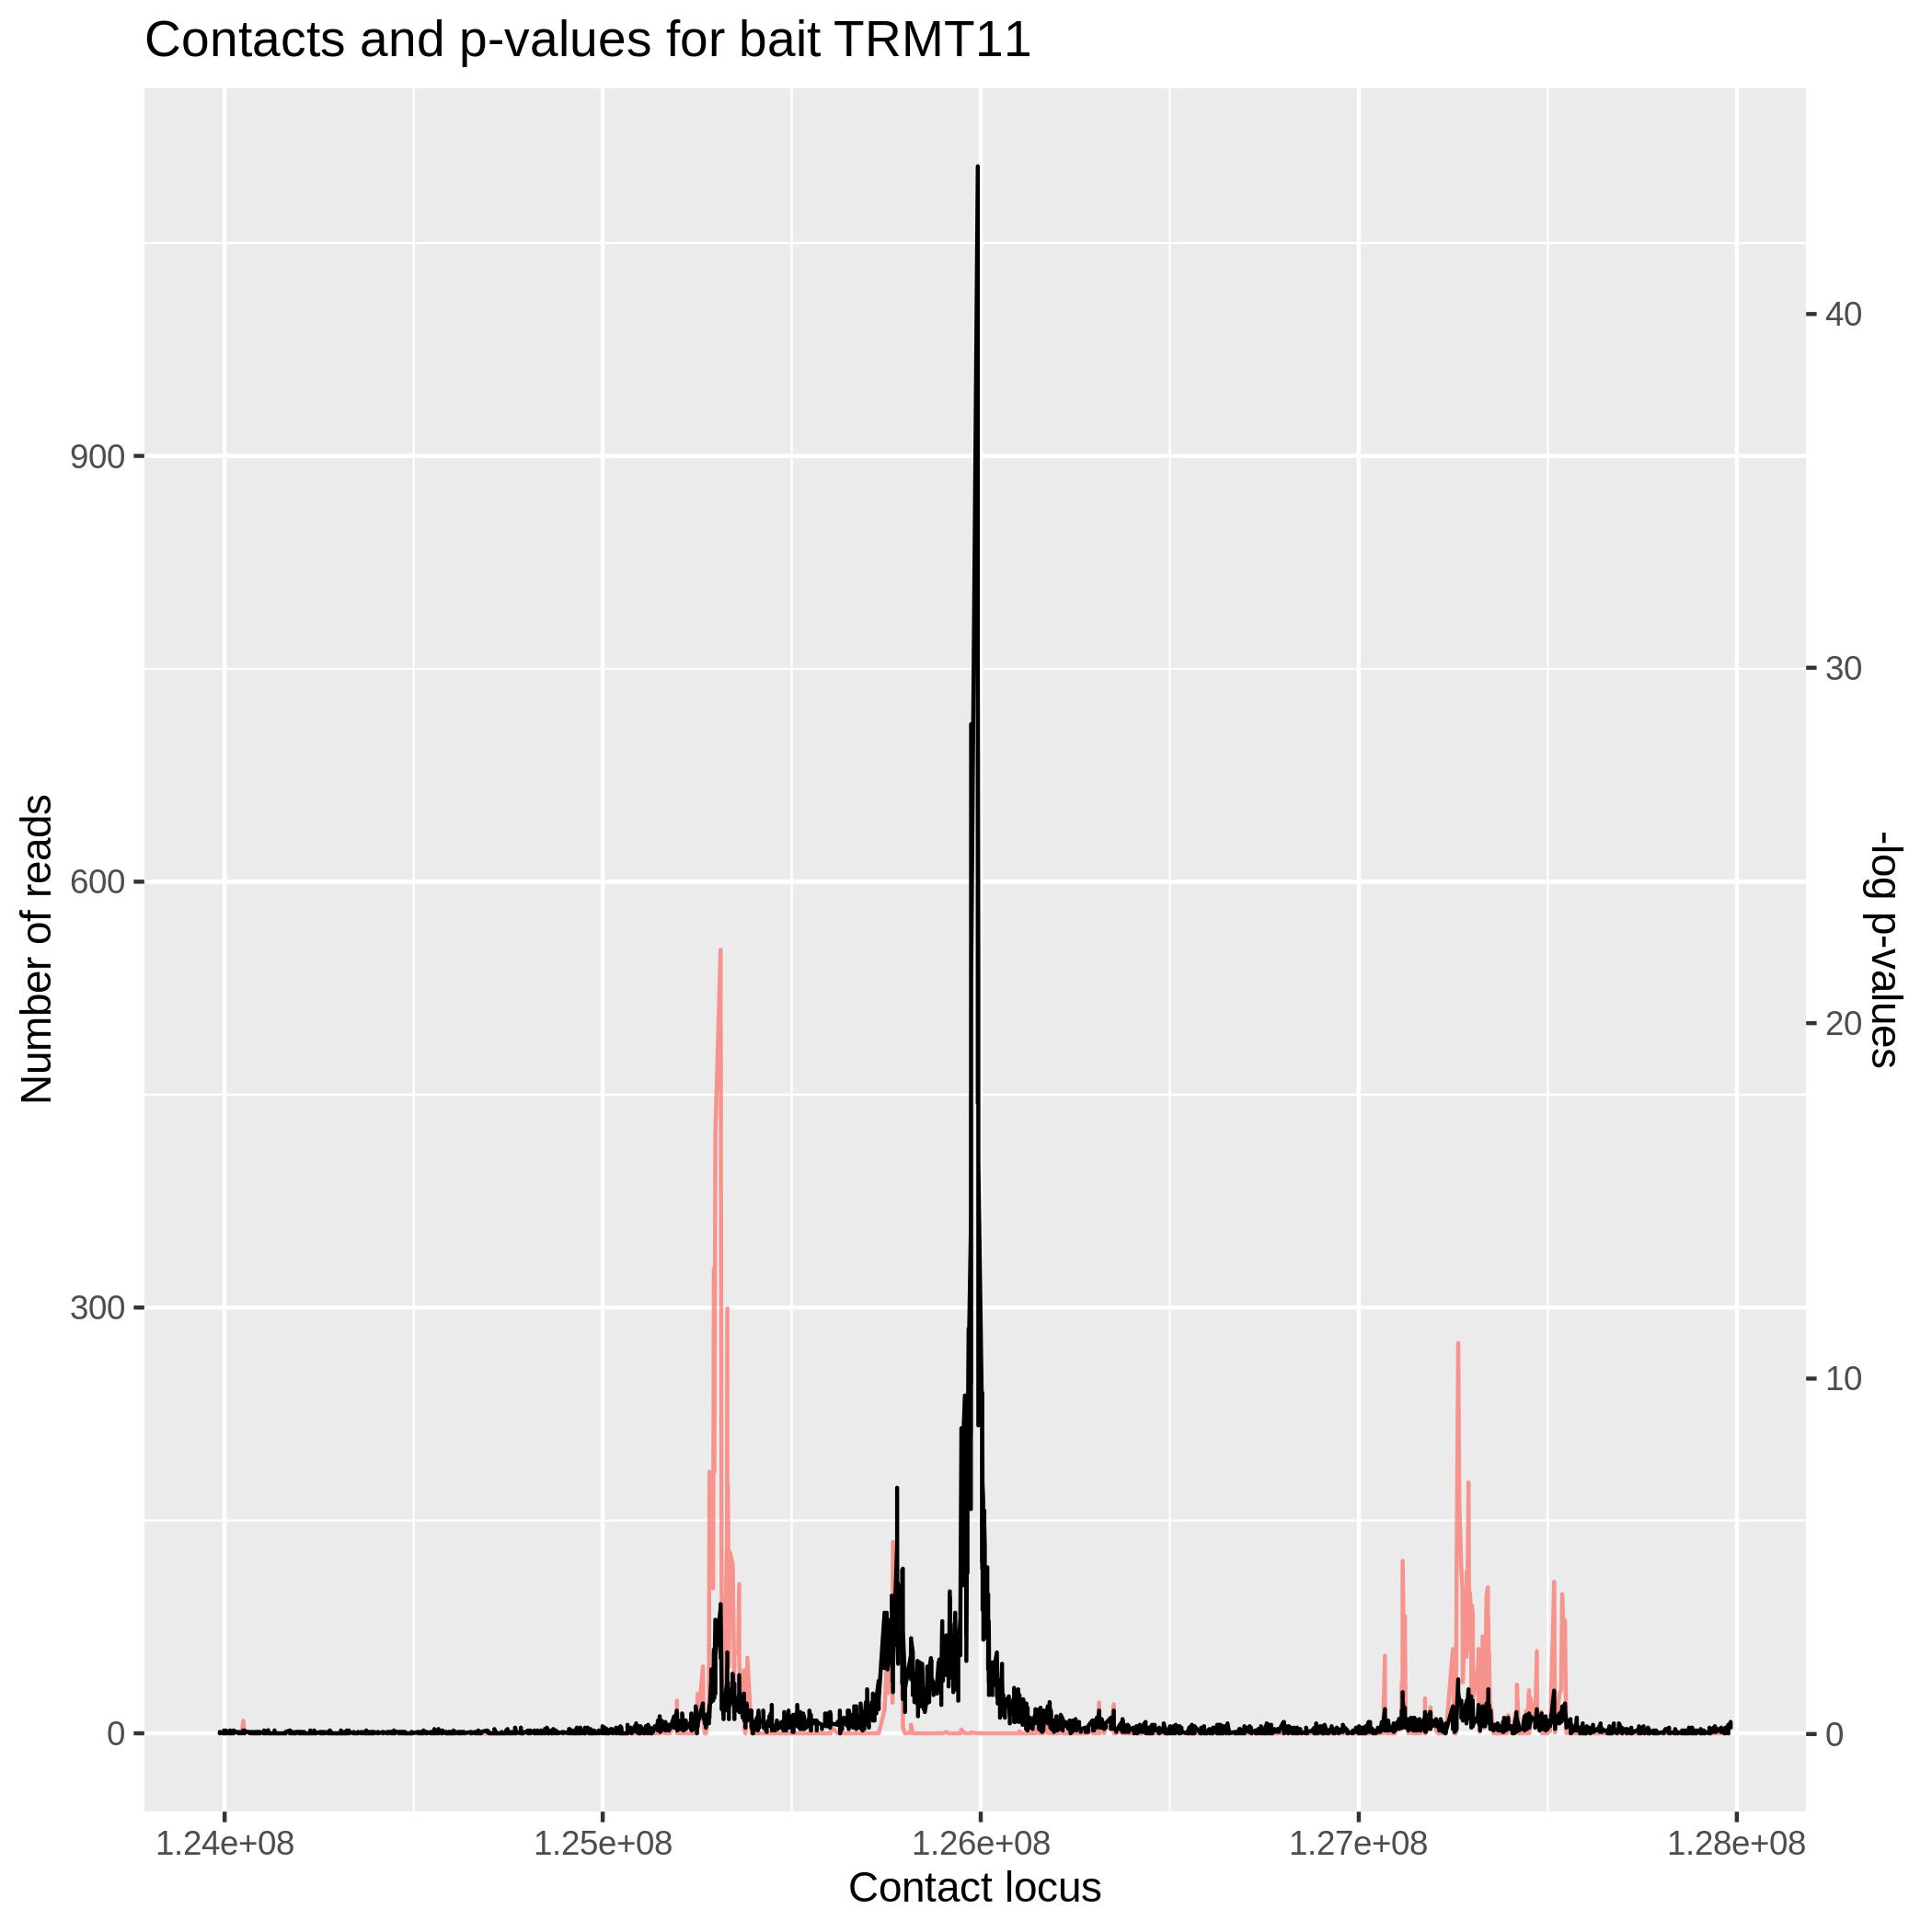 Contacts and p-values for bait TRMT11
Number of reads
900
600
300
0
40
30
20
10
0
-log p-values
1.24e+08
1.25e+08
1.26e+08
1.27e+08
1.28e+08
Contact locus